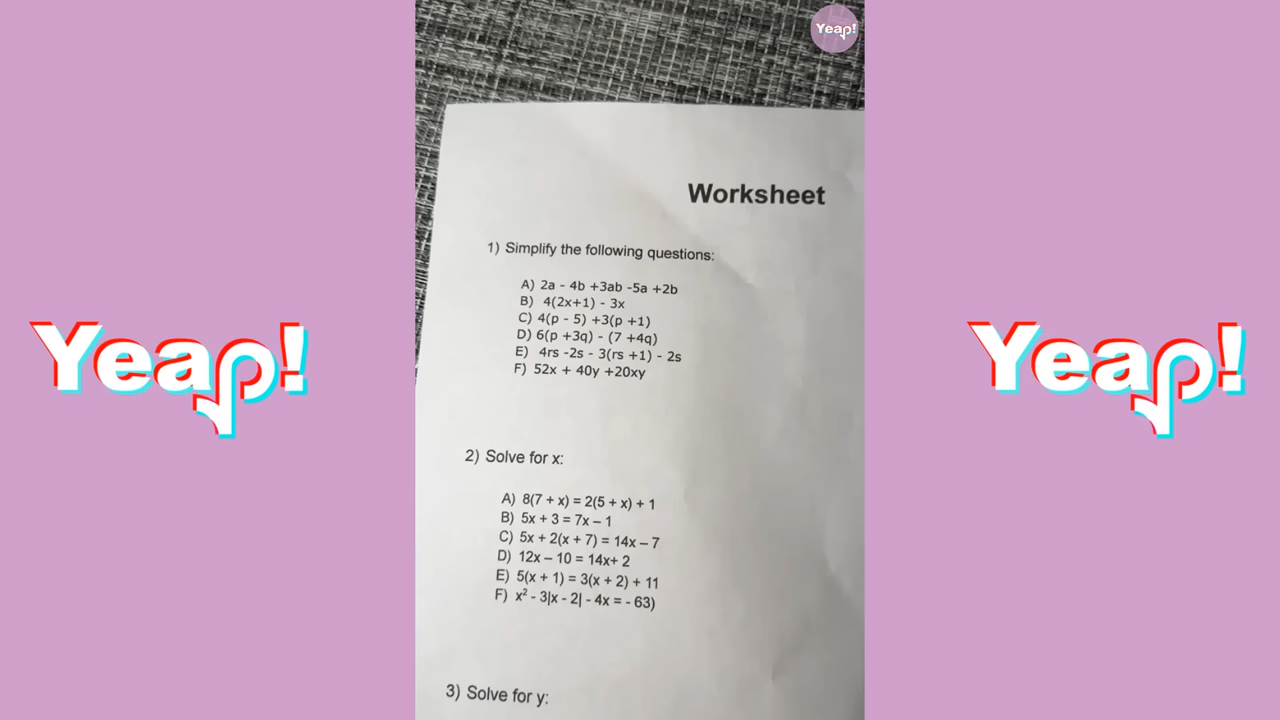 Yeap!
Worksheet
1) Simplify the following questions:
A) 2a - 4b +3ab -5a +2b
B) 4(2x+1) - 3x
C) 4(p - 5) +3(p +1)
D) 6(p +3q) - (7 +4q)
E) 4rs -2s - 3(rs +1) - 2s
F) 52x + 40y +20xy
Yeap!
Yeap!
2) Solve for x:
A) 8(7 + x) = 2(5 + x) + 1
B) 5x + 3 = 7x – 1
C) 5x + 2(x + 7) = 14x – 7
D) 12x – 10 = 14x+ 2
E) 5(x + 1) = 3(x + 2) + 11
F) x² - 3|x - 2| - 4x = - 63)
3) Solve for y: